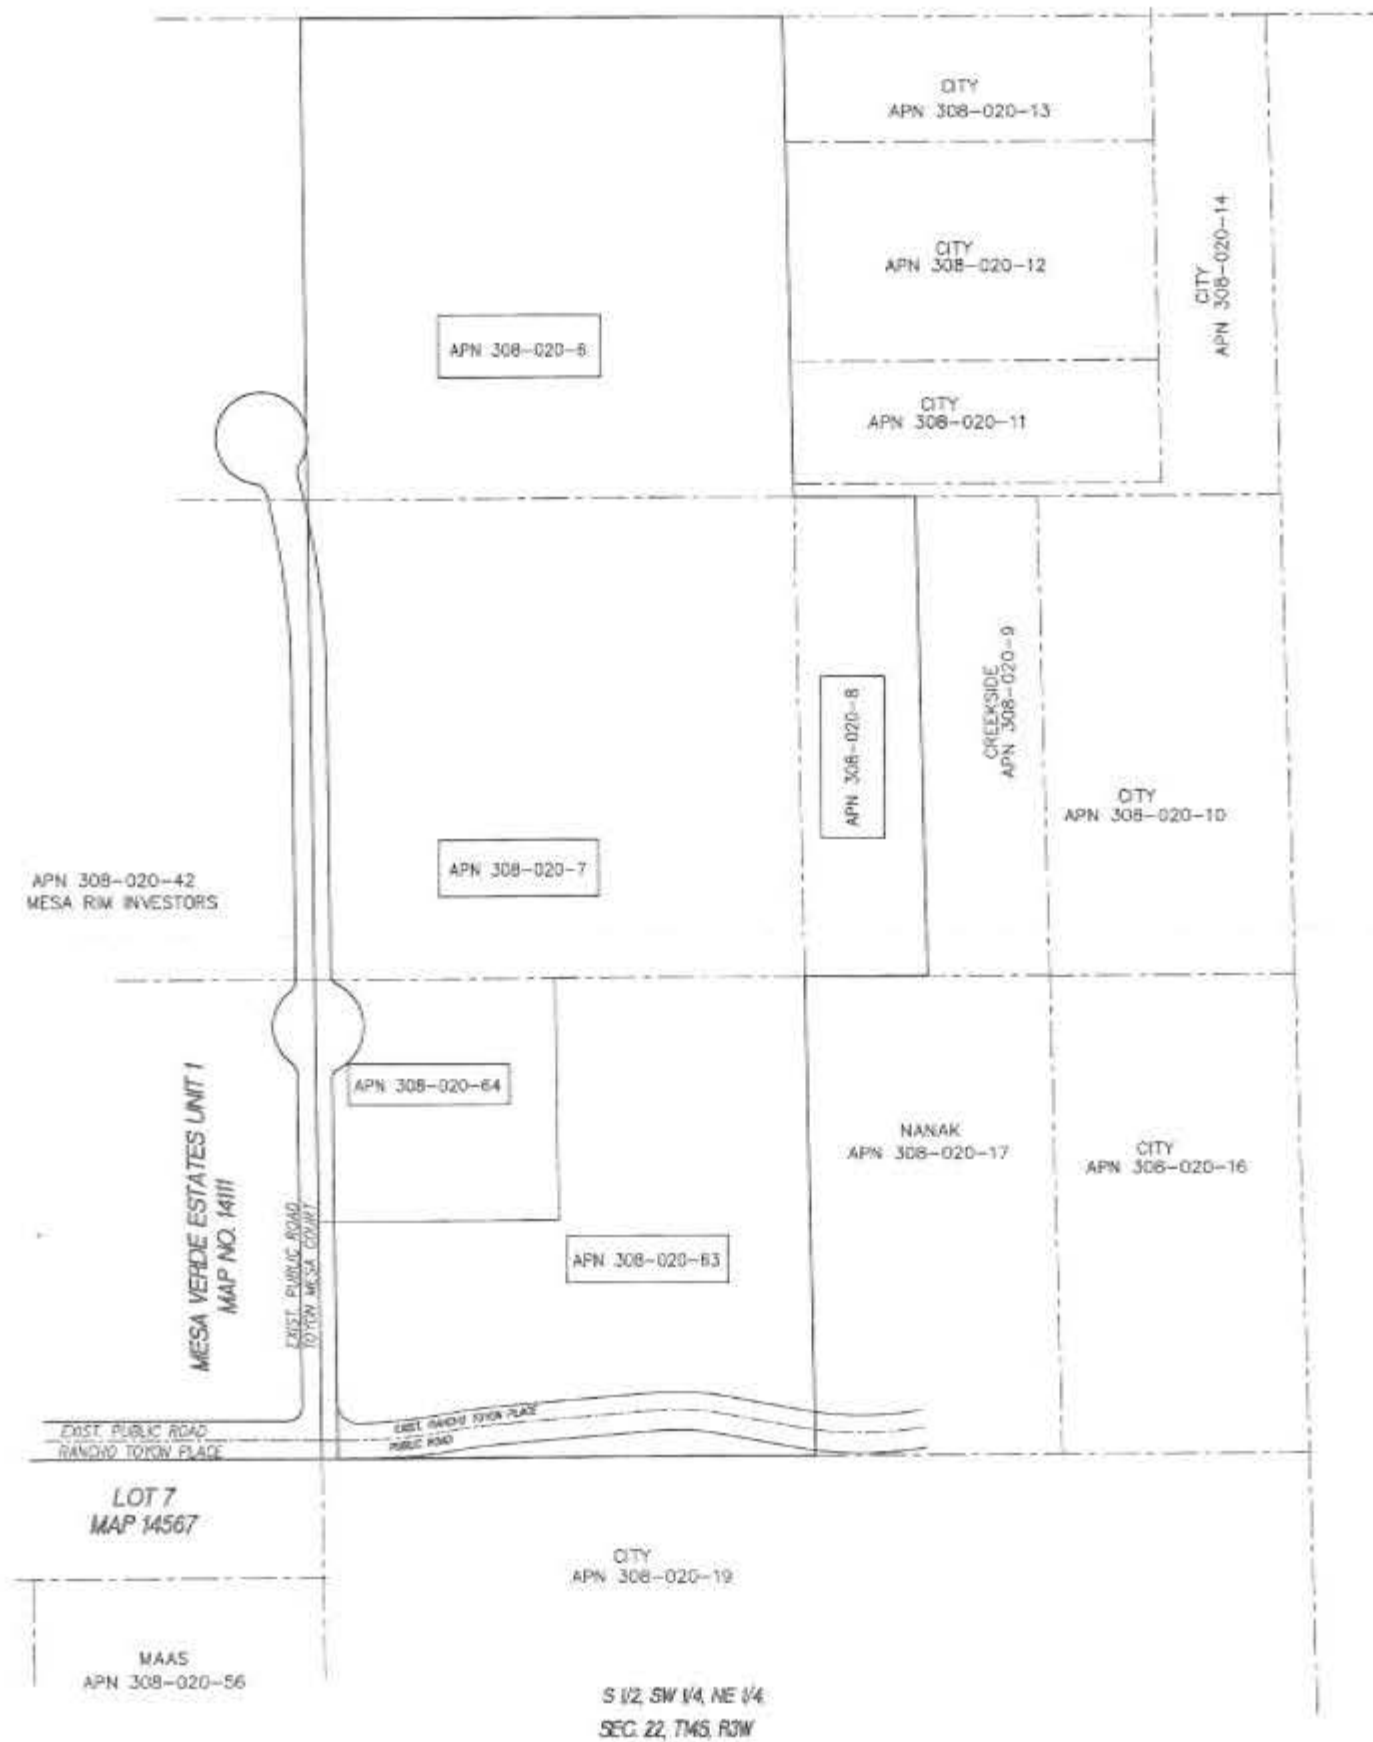 CITY
APN 308-020-13
CITY
APN 308-020-12
CITY
APN 308-020-14
APN 308-020-6
CITY
APN 308-020-11
CREEKSIDE
APN 308-020-9
APN 308-020-8
CITY
APN 308-020-10
APN 308-020-7
APN 308-020-42
MESA RIM INVESTORS
APN 308-020-64
NANAK
APN 308-020-17
CITY
APN 308-020-16
MESA VERDE ESTATES UNIT 1
MAP NO. 14111
EXIST. PUBLIC ROAD
TOYON MESA COURT
APN 308-020-63
EXIST. RANCHO TOYON PLACE
PUBLIC ROAD
EXIST. PUBLIC ROAD
RANCHO TOYON PLACE
LOT 7
MAP 14567
CITY
APN 308-020-19
MAAS
APN 308-020-56
S 1/2, SW 1/4, NE 1/4
SEC. 22, T14S, R3W